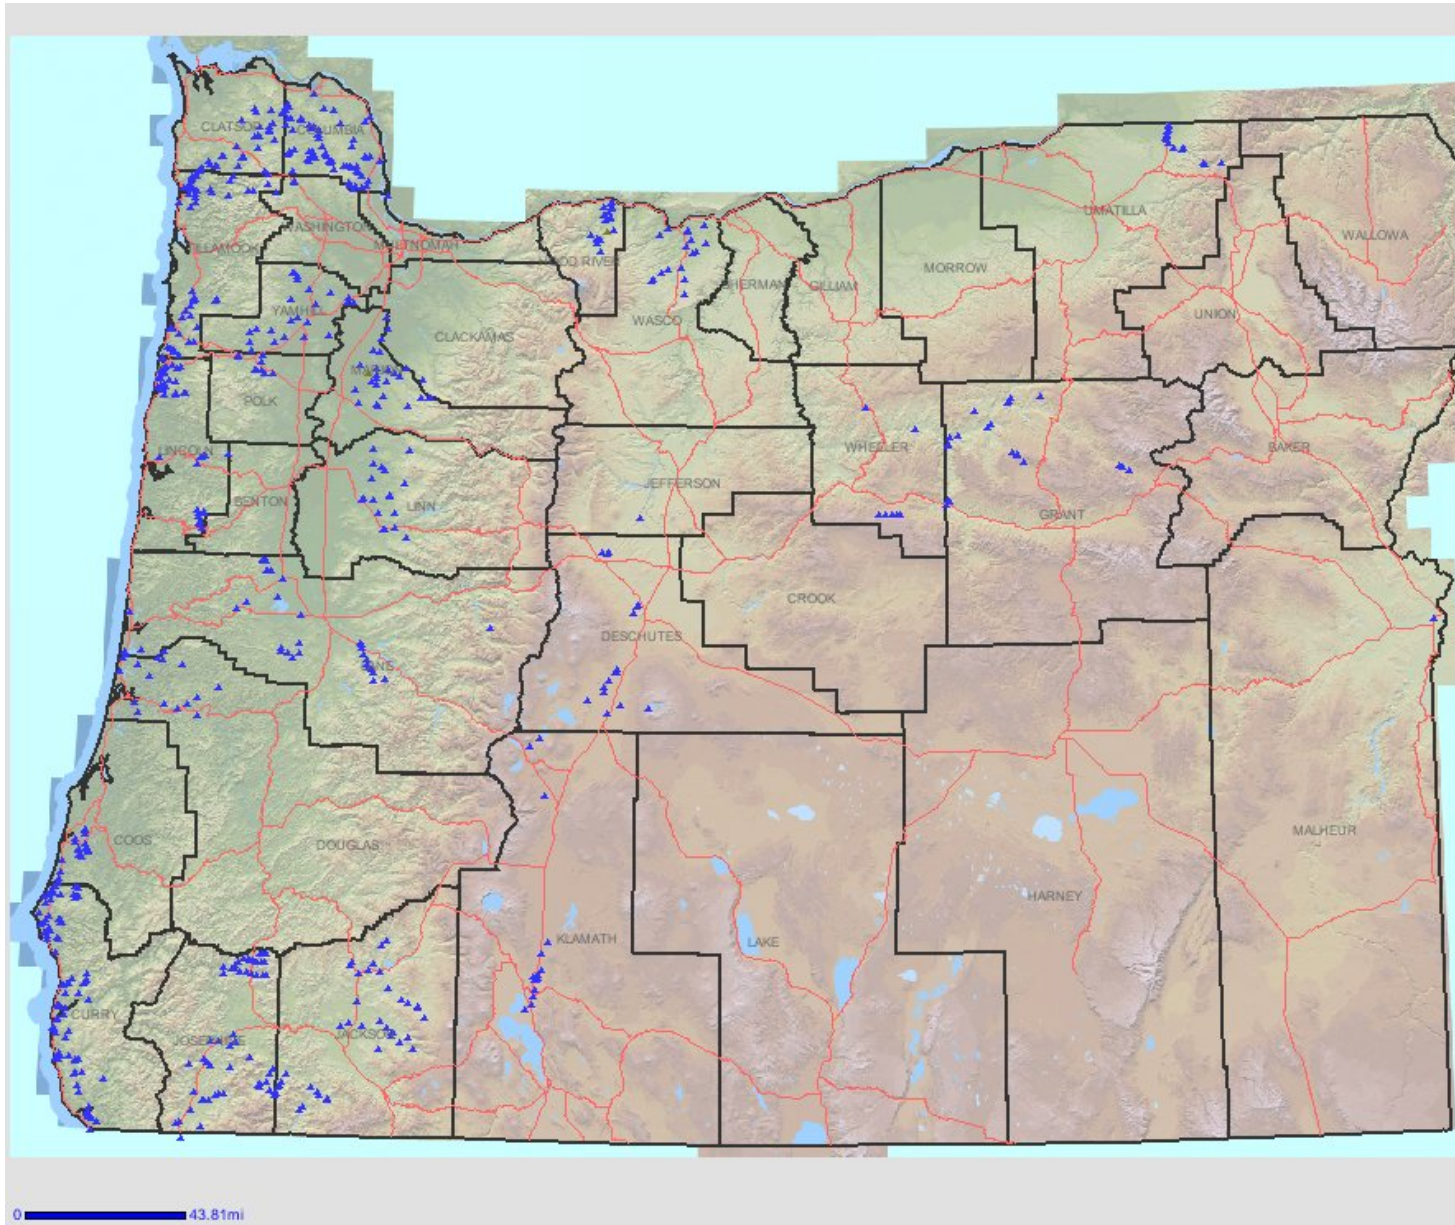 CLATSOP
COLUMBIA
WASHINGTON
TILLAMOOK
MULTNOMAH
HOOD RIVER
UMATILLA
WALLOWA
MORROW
SHERMAN
GILLIAM
YAMHILL
WASCO
UNION
CLACKAMAS
MARION
POLK
LINCOLN
WHEELER
BAKER
JEFFERSON
BENTON
LINN
GRANT
CROOK
DESCHUTES
LANE
COOS
DOUGLAS
MALHEUR
HARNEY
KLAMATH
LAKE
CURRY
JOSEPHINE
JACKSON
0 43.81mi